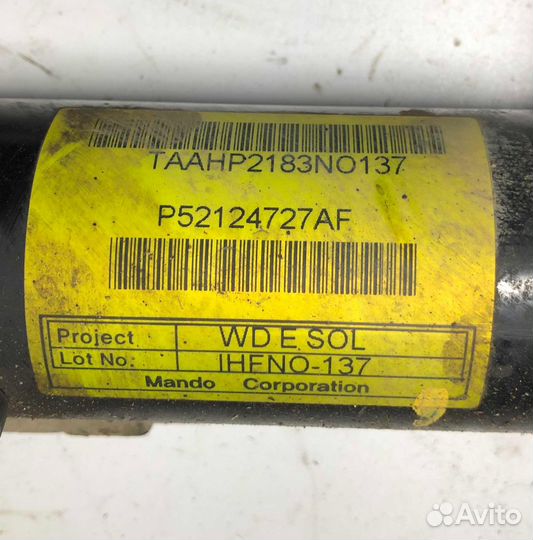 TAAHP2183NO137
P52124727AF
Project WD E SOL
Lot No. IHFNO-137
Mando Corporation
Avito